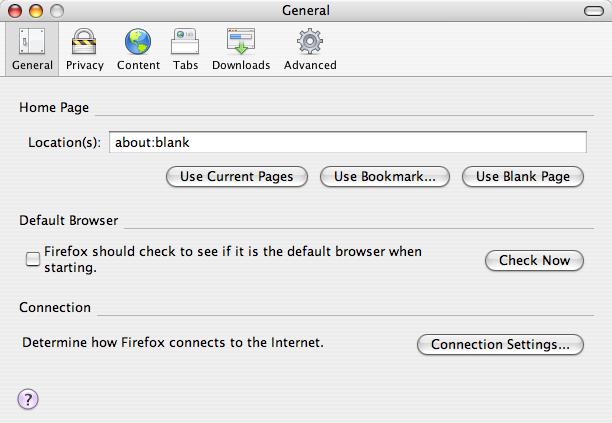 General
General Privacy Content Tabs Downloads Advanced
Home Page
Location(s): about:blank
Use Current Pages Use Bookmark... Use Blank Page
Default Browser
Firefox should check to see if it is the default browser when
starting.
Check Now
Connection
Determine how Firefox connects to the Internet. Connection Settings...
?